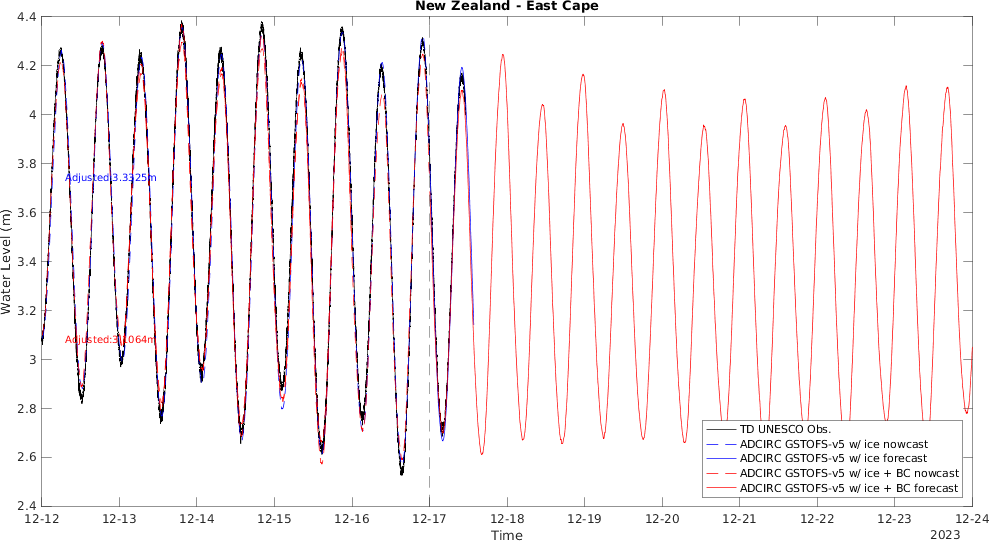 New Zealand - East Cape
Water Level (m)
4.4
4.2
4
3.8
3.6
3.4
3.2
3
2.8
2.6
2.4
Adjusted:3.3325m
Adjusted:3.1064m
TD UNESCO Obs.
ADCIRC GSTOFS-v5 w/ ice nowcast
ADCIRC GSTOFS-v5 w/ ice forecast
ADCIRC GSTOFS-v5 w/ ice + BC nowcast
ADCIRC GSTOFS-v5 w/ ice + BC forecast
12-12 12-13 12-14 12-15 12-16 12-17 12-18 12-19 12-20 12-21 12-22 12-23 12-24
Time
2023